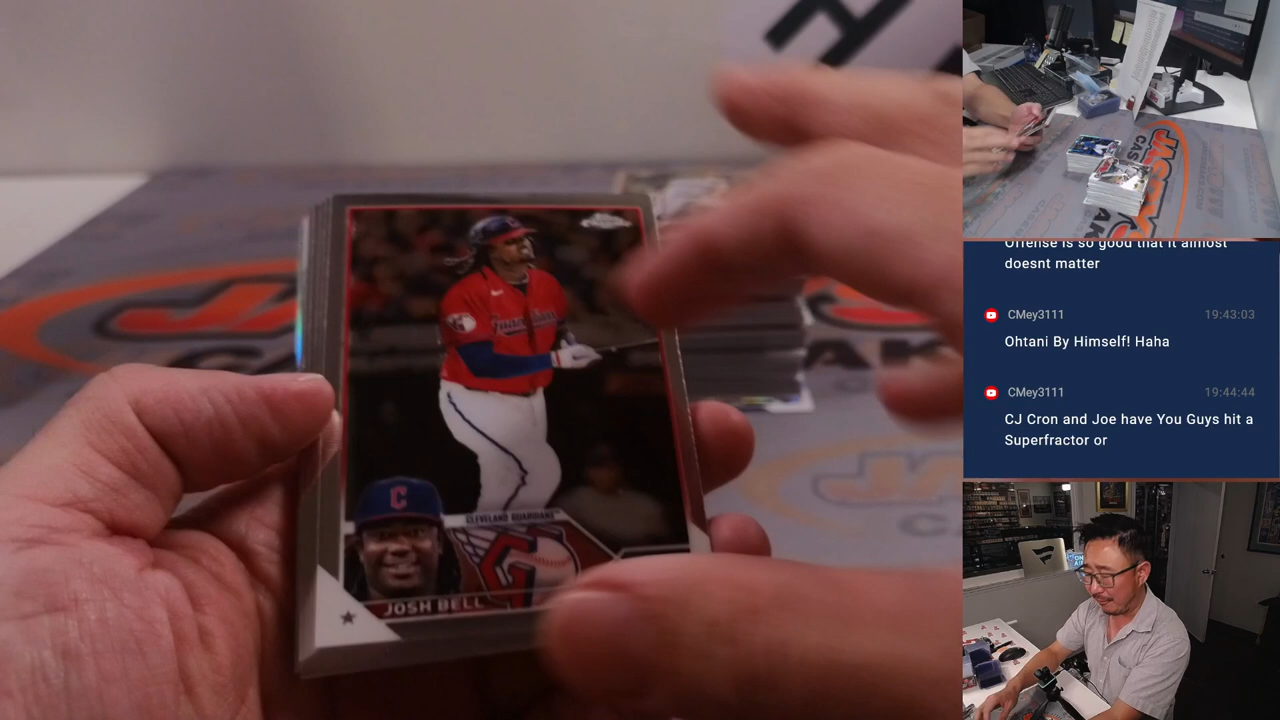 Guardians
CLEVELAND GUARDIANS
C
JOSH BELL
Offense is so good that it almost
doesnt matter
CMey3111
19:43:03
Ohtani By Himself! Haha
CMey3111
19:44:44
CJ Cron and Joe have You Guys hit a
Superfractor or